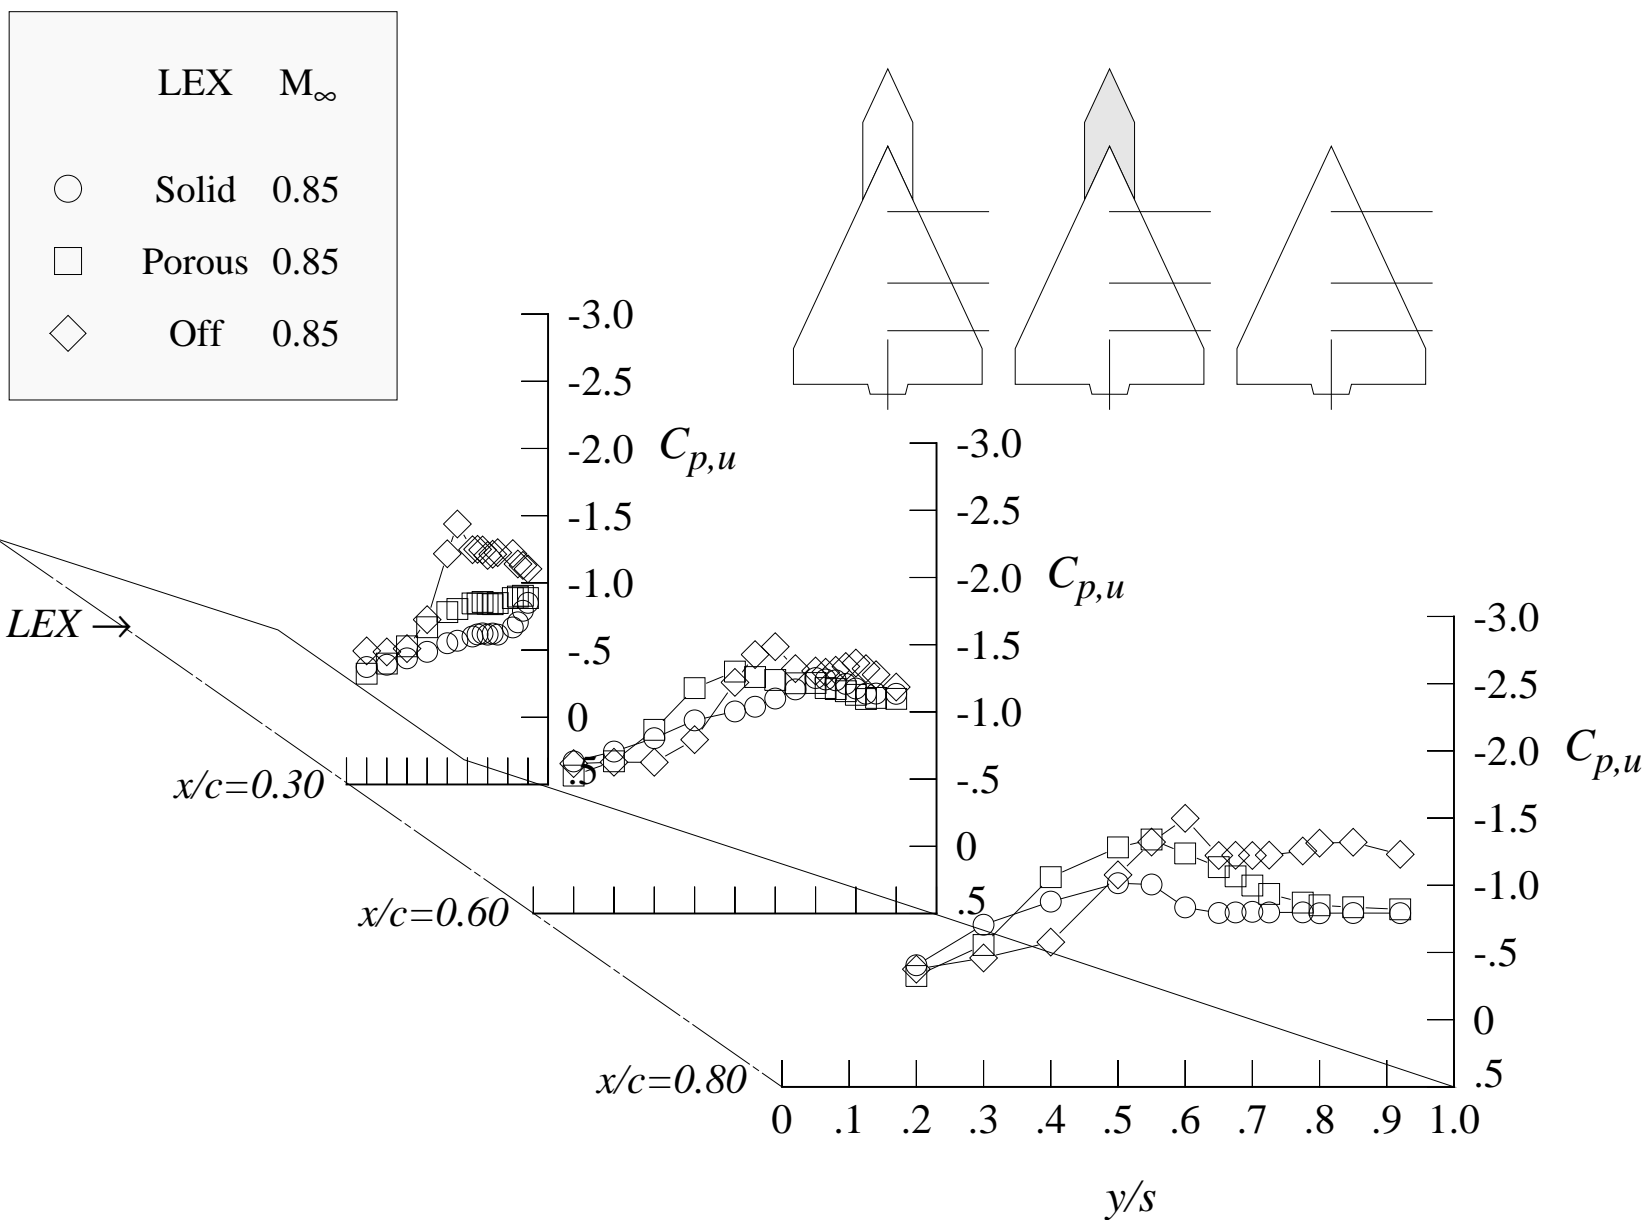 LEX M∞
Solid 0.85
Porous 0.85
Off 0.85
-3.0
-2.5
-2.0 Cp,u
-1.5
-1.0
-.5
0
.5
x/c=0.30
LEX →
-3.0
-2.5
-2.0 Cp,u
-1.5
-1.0
-.5
0
.5
x/c=0.60
-3.0
-2.5
-2.0 Cp,u
-1.5
-1.0
-.5
0
.5
x/c=0.80
0 .1 .2 .3 .4 .5 .6 .7 .8 .9 1.0
y/s